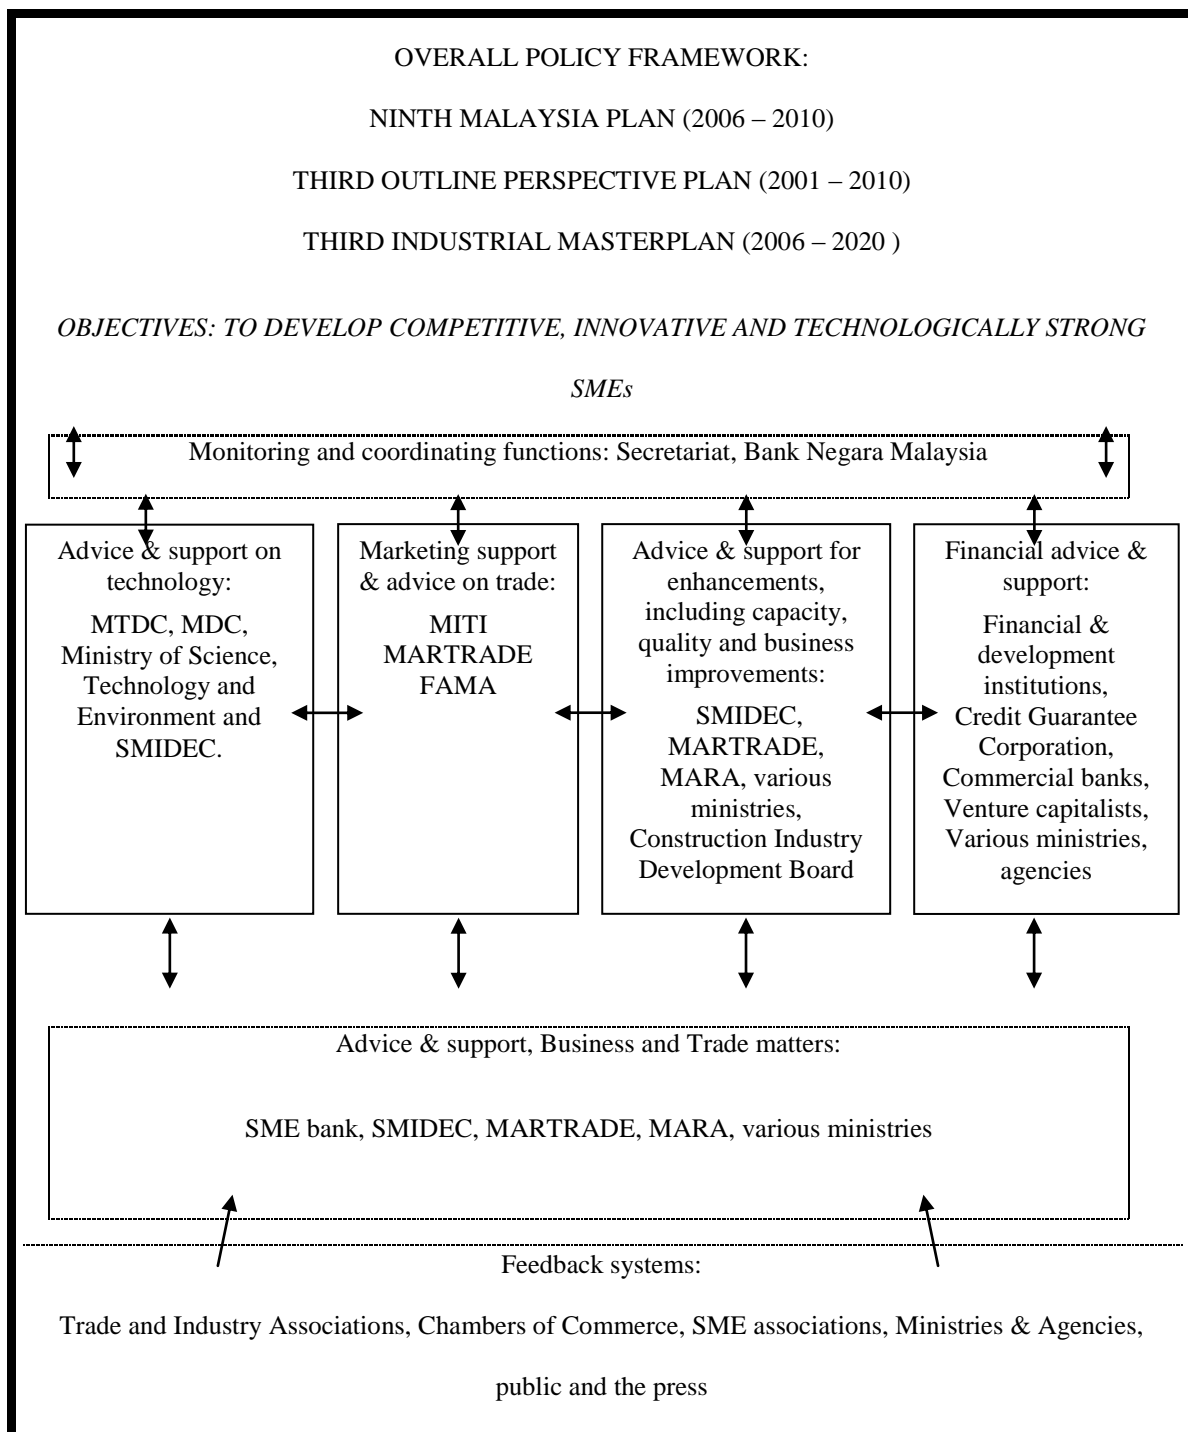 OVERALL POLICY FRAMEWORK:
NINTH MALAYSIA PLAN (2006 – 2010)
THIRD OUTLINE PERSPECTIVE PLAN (2001 – 2010)
THIRD INDUSTRIAL MASTERPLAN (2006 – 2020 )
OBJECTIVES: TO DEVELOP COMPETITIVE, INNOVATIVE AND TECHNOLOGICALLY STRONG
SMEs
Monitoring and coordinating functions: Secretariat, Bank Negara Malaysia
Advice & support on
technology:
MTDC, MDC,
Ministry of Science,
Technology and
Environment and
SMIDEC.
Marketing support
& advice on trade:
MITI
MARTRADE
FAMA
Advice & support for
enhancements,
including capacity,
quality and business
improvements:
SMIDEC,
MARTRADE,
MARA, various
ministries,
Construction Industry
Development Board
Financial advice &
support:
Financial &
development
institutions,
Credit Guarantee
Corporation,
Commercial banks,
Venture capitalists,
Various ministries,
agencies
Advice & support, Business and Trade matters:
SME bank, SMIDEC, MARTRADE, MARA, various ministries
Feedback systems:
Trade and Industry Associations, Chambers of Commerce, SME associations, Ministries & Agencies,
public and the press